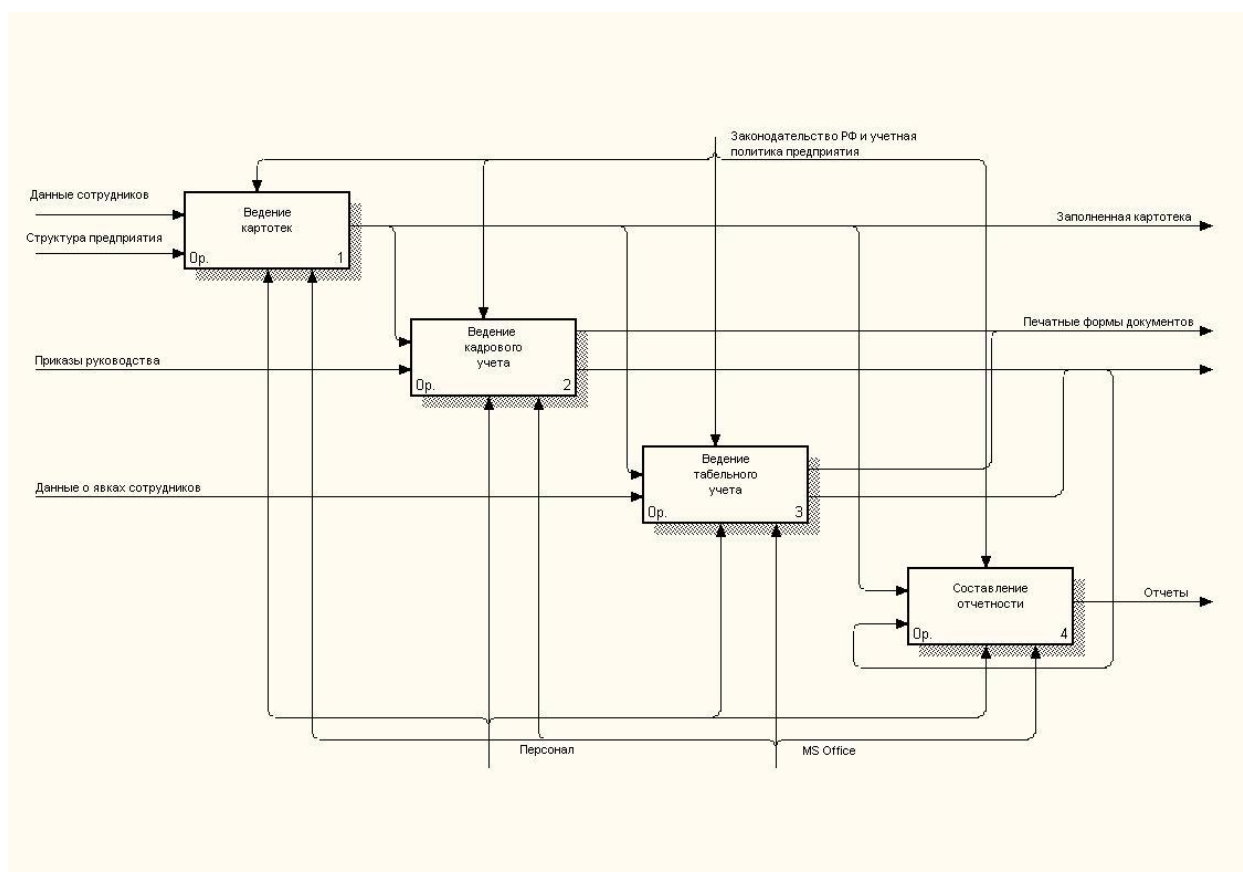 Законодательство РФ и учетная
политика предприятия
Данные сотрудников
Структура предприятия
Ведение
картотек
0р. 1
Заполненная картотека
Ведение
кадрового
учета
0р. 2
Печатные формы документов
Приказы руководства
Ведение
табельного
учета
0р. 3
Данные о явках сотрудников
Составление
отчетности
0р. 4
Отчеты
Персонал
MS Office